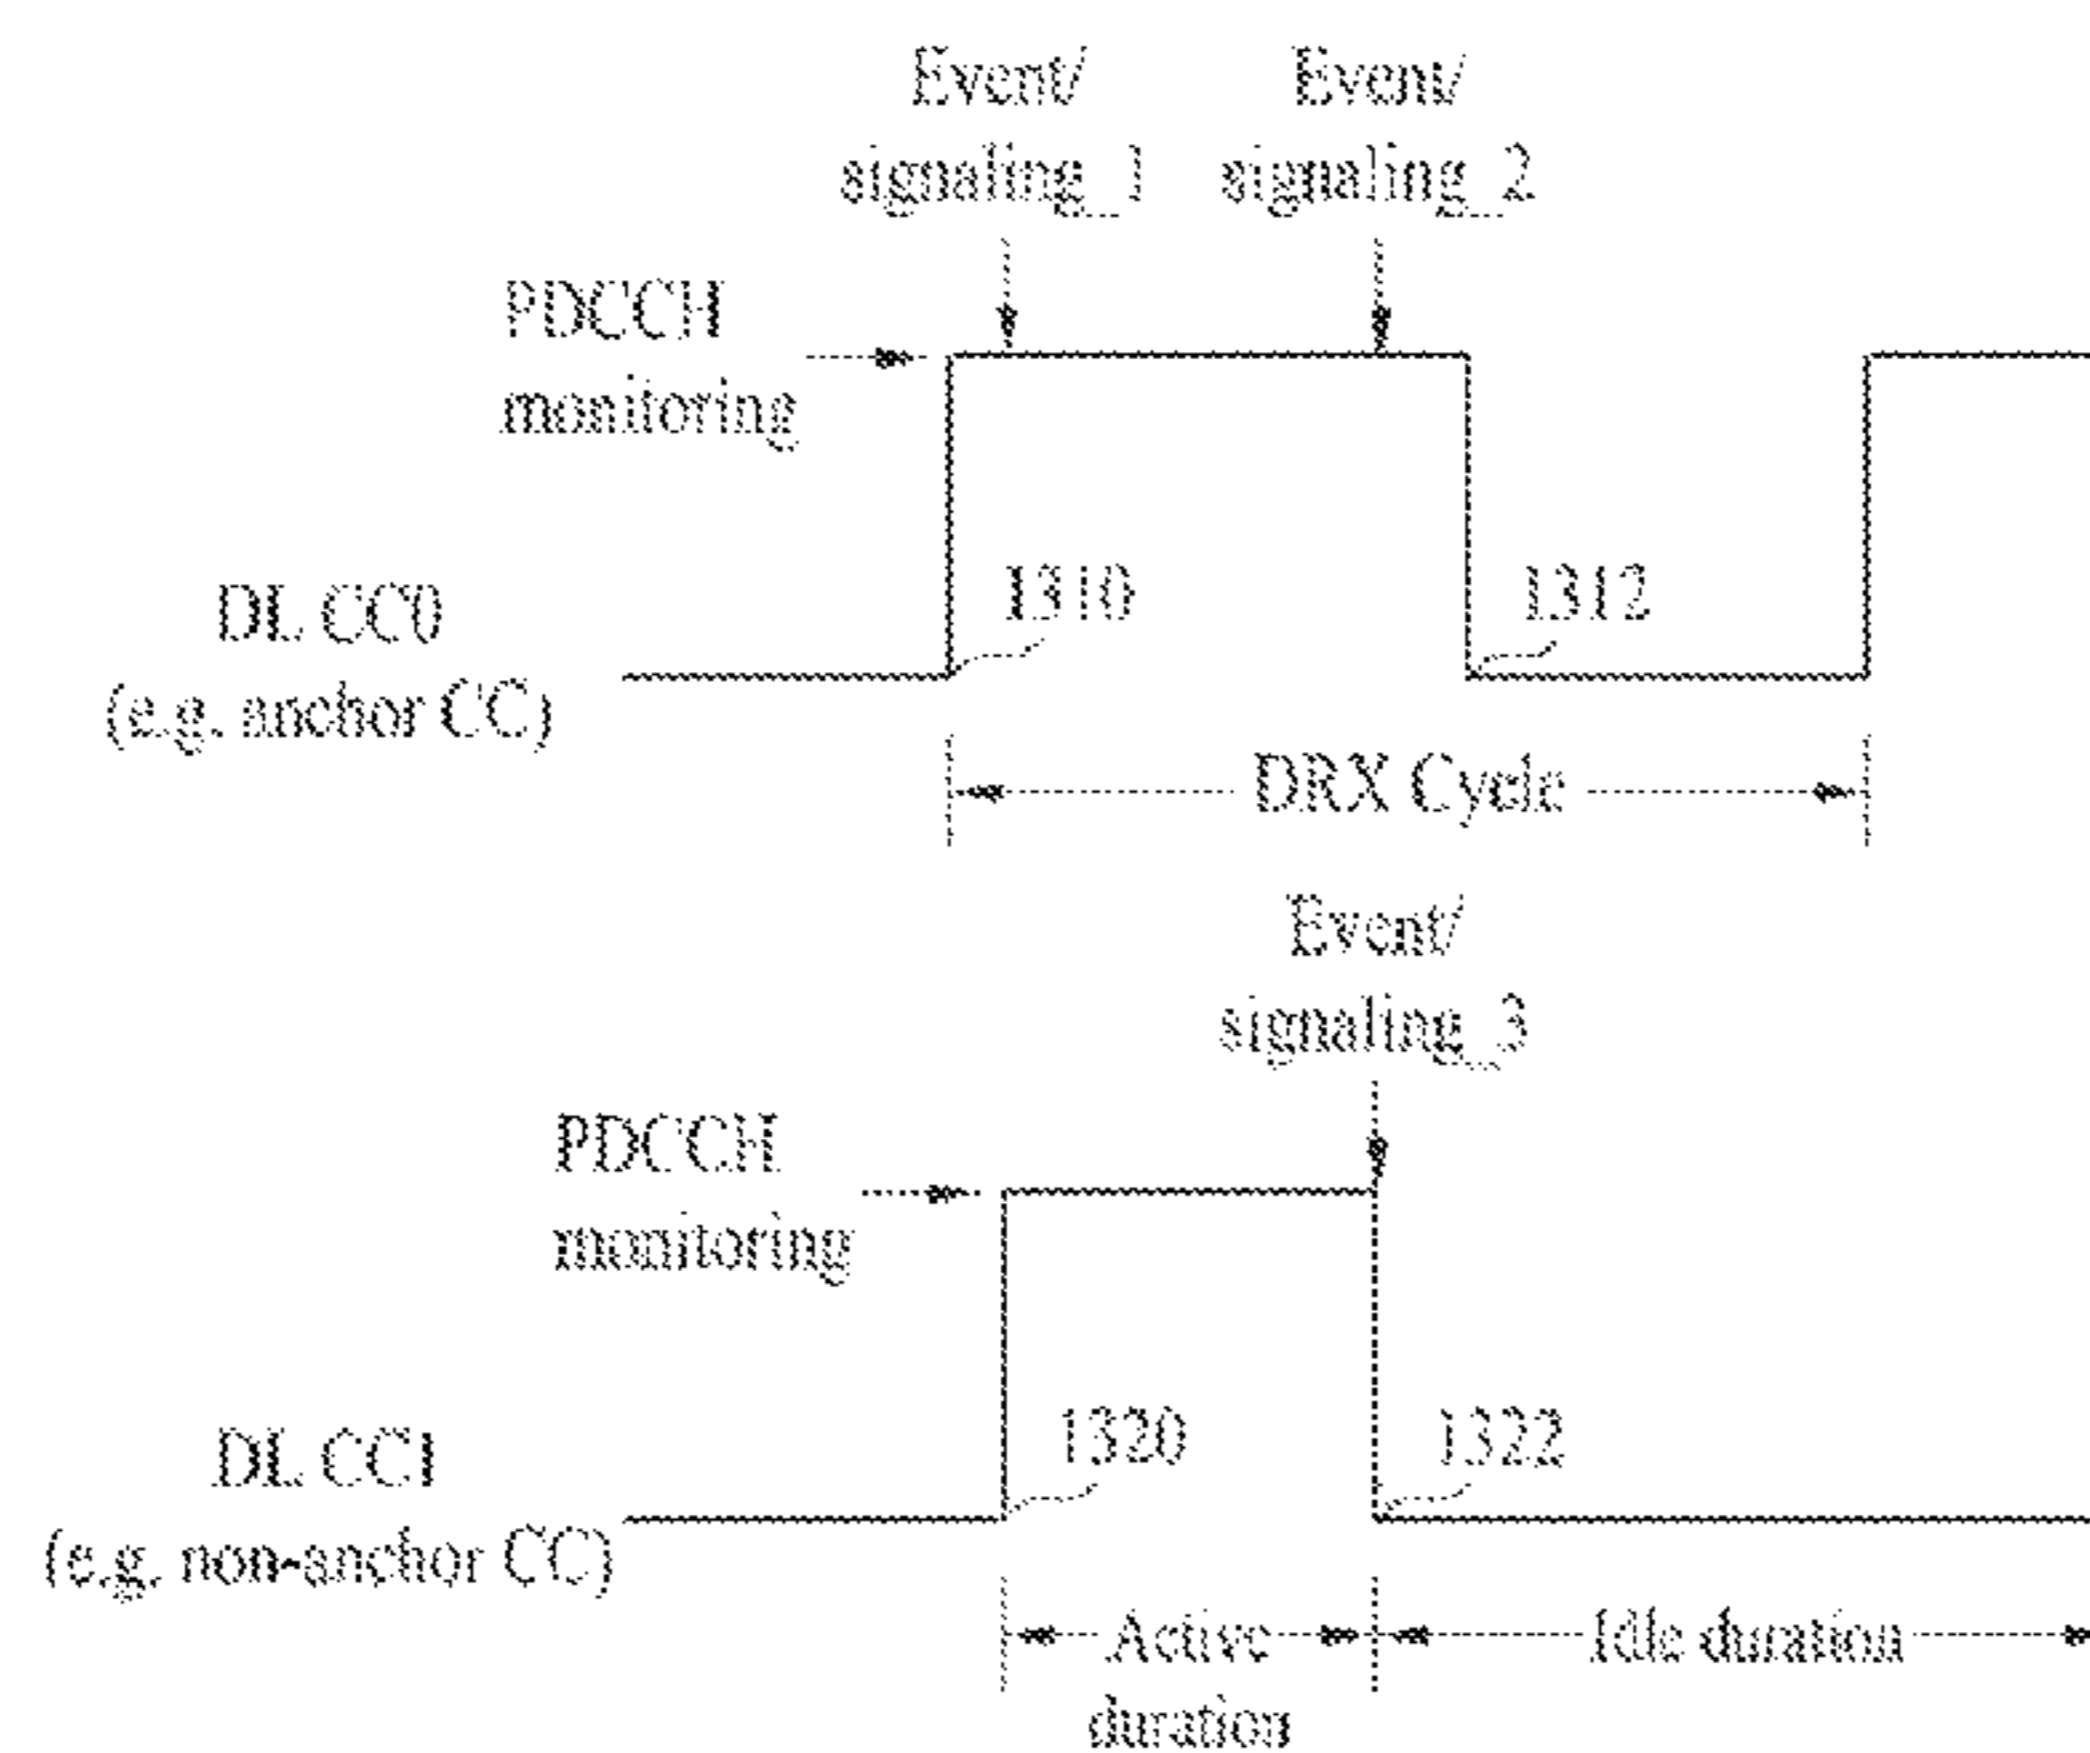 Event/
signaling_1
Event/
signaling_2
PDCCH
monitoring
1310
1312
DL CC0
(e.g. anchor CC)
DRX Cycle
Event/
signaling_3
PDCCH
monitoring
1320
1322
DL CC1
(e.g. non-anchor CC)
Active
duration
Idle duration